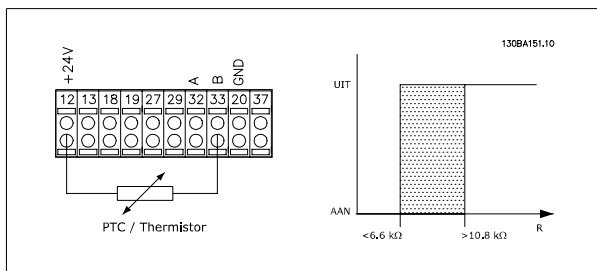 130BA151.10
+24V
A
B
GND
12 13 18 19 27 29 32 33 20 37
PTC / Thermistor
UIT
AAN
<6.6 kΩ
>10.8 kΩ
R